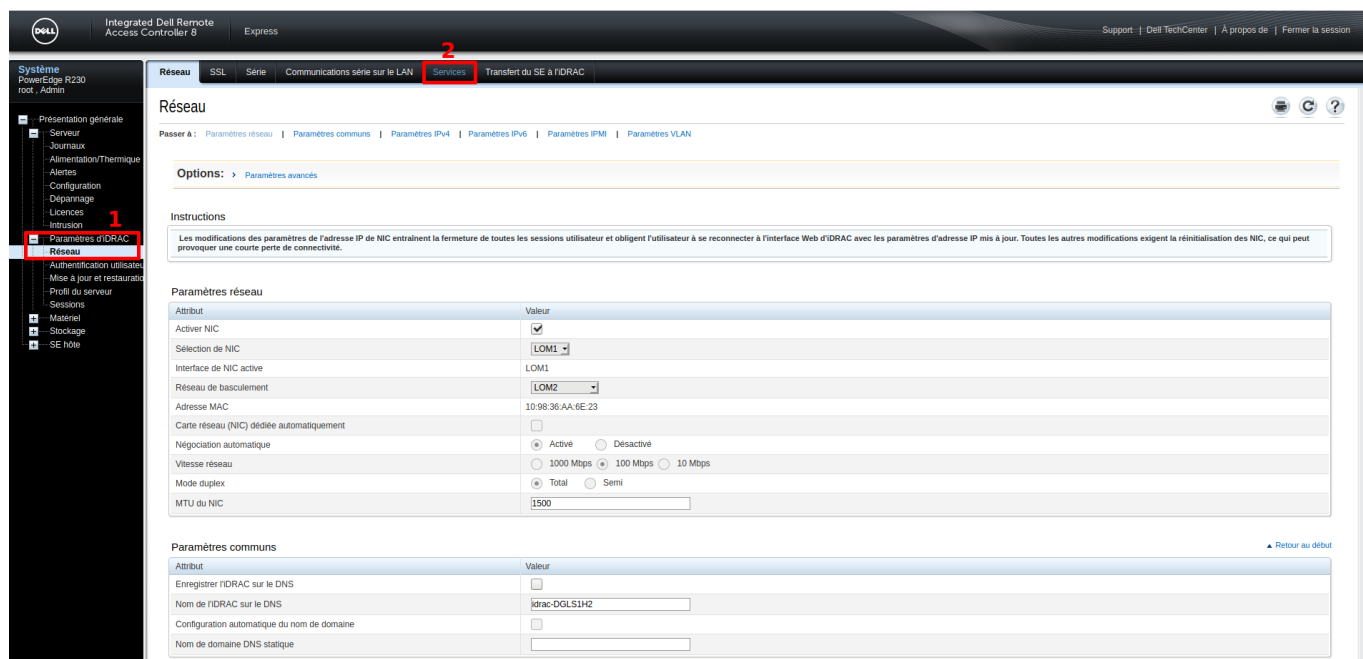 DELL
Integrated Dell Remote
Access Controller 8
Express
Support | Dell TechCenter | À propos de | Fermer la session
2
Système
PowerEdge R230
root , Admin
Réseau SSL Série Communications série sur le LAN Services Transfert du SE à l'iDRAC
Présentation générale
Serveur
Journaux
Alimentation/Thermique
Alertes
Configuration
Dépannage
Licences
Intrusion
1
Paramètres d'iDRAC
Réseau
Authentification utilisateu
Mise à jour et restauratio
Profil du serveur
Sessions
Matériel
Stockage
SE hôte
Réseau
?
Passer à : Paramètres réseau | Paramètres communs | Paramètres IPv4 | Paramètres IPv6 | Paramètres IPMI | Paramètres VLAN
Options: › Paramètres avancés
Instructions
Les modifications des paramètres de l'adresse IP de NIC entraînent la fermeture de toutes les sessions utilisateur et obligent l'utilisateur à se reconnecter à l'interface Web d'iDRAC avec les paramètres d'adresse IP mis à jour. Toutes les autres modifications exigent la réinitialisation des NIC, ce qui peut
provoquer une courte perte de connectivité.
Paramètres réseau
Attribut Valeur
Activer NIC
Sélection de NIC LOM1
Interface de NIC active LOM1
Réseau de basculement LOM2
Adresse MAC 10:98:36:AA:6E:23
Carte réseau (NIC) dédiée automatiquement
Négociation automatique Activé Désactivé
Vitesse réseau 1000 Mbps 100 Mbps 10 Mbps
Mode duplex Total Semi
MTU du NIC 1500
Paramètres communs
Retour au début
Attribut Valeur
Enregistrer l'iDRAC sur le DNS
Nom de l'iDRAC sur le DNS idrac-DGLS1H2
Configuration automatique du nom de domaine
Nom de domaine DNS statique